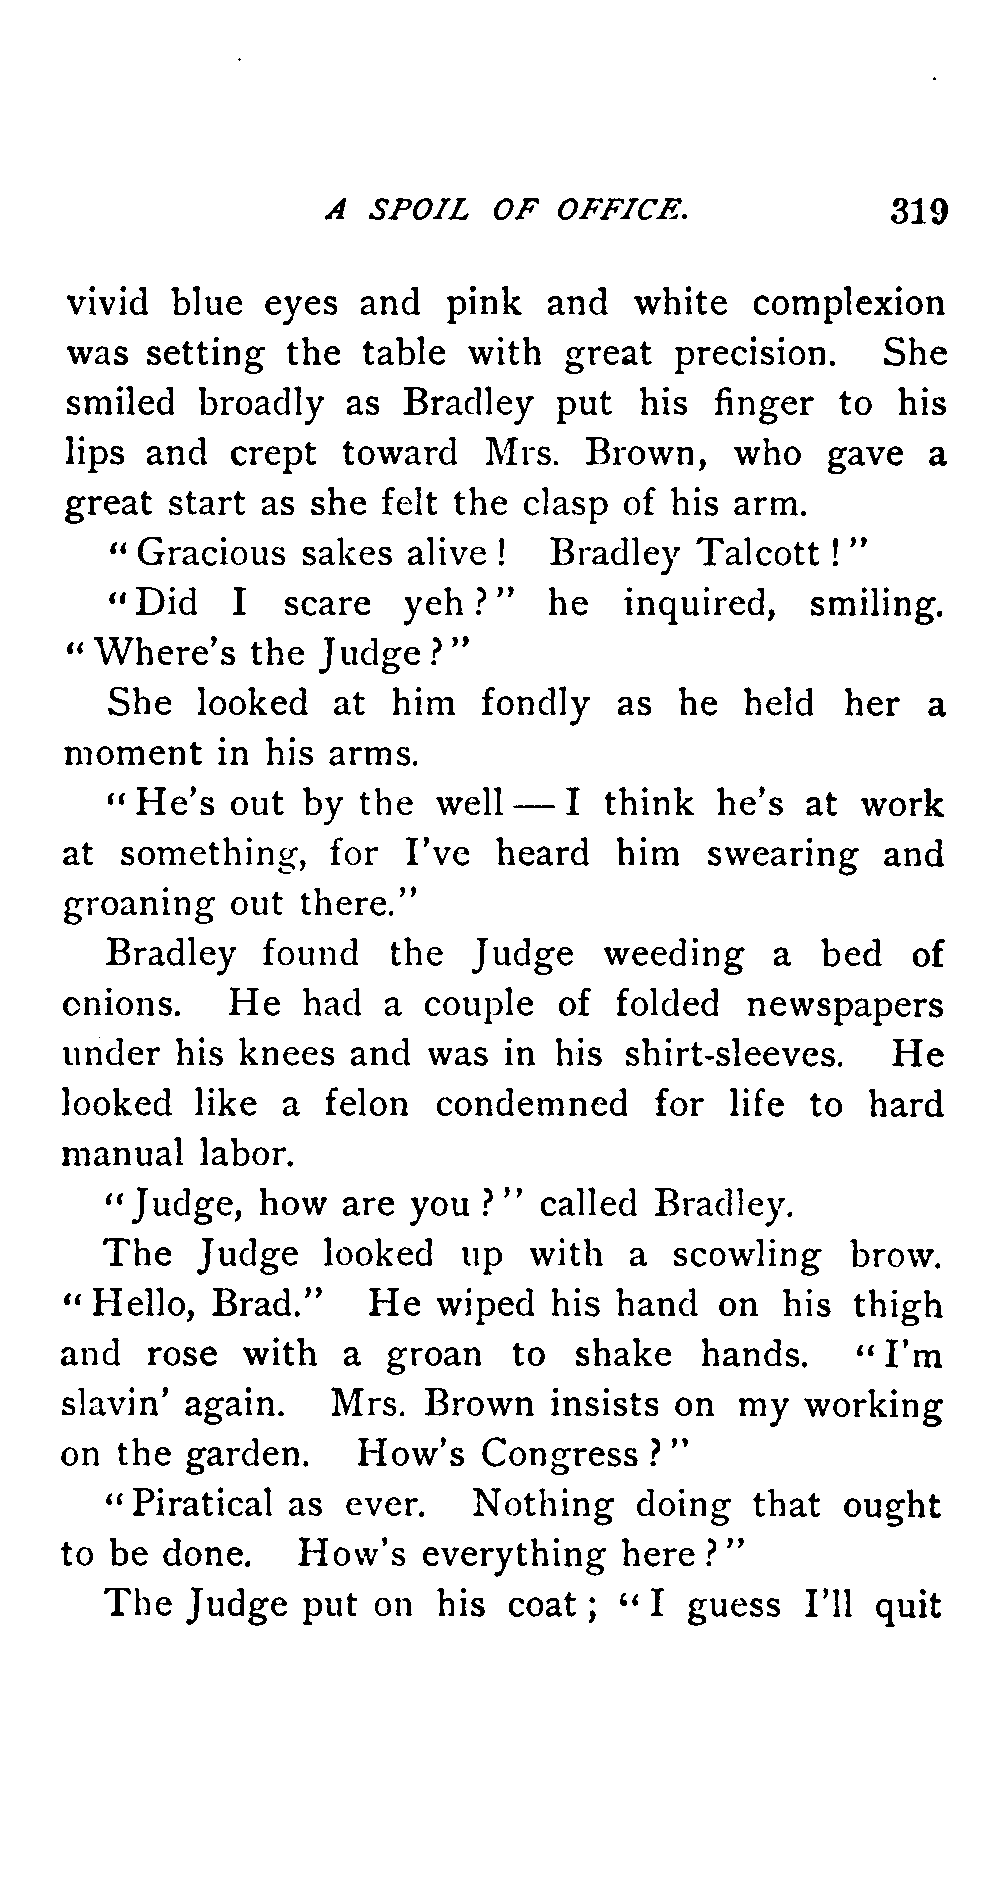 A SPOIL OF OFFICE. 319
vivid blue eyes and pink and white complexion
was setting the table with great precision. She
smiled broadly as Bradley put his finger to his
lips and crept toward Mrs. Brown, who gave a
great start as she felt the clasp of his arm.
"Gracious sakes alive! Bradley Talcott!"
"Did I scare yeh?" he inquired, smiling.
"Where's the Judge?"
She looked at him fondly as he held her a
moment in his arms.
"He's out by the well — I think he's at work
at something, for I've heard him swearing and
groaning out there."
Bradley found the Judge weeding a bed of
onions. He had a couple of folded newspapers
under his knees and was in his shirt-sleeves. He
looked like a felon condemned for life to hard
manual labor.
"Judge, how are you?" called Bradley.
The Judge looked up with a scowling brow.
"Hello, Brad." He wiped his hand on his thigh
and rose with a groan to shake hands. "I'm
slavin' again. Mrs. Brown insists on my working
on the garden. How's Congress?"
"Piratical as ever. Nothing doing that ought
to be done. How's everything here?"
The Judge put on his coat; "I guess I'll quit